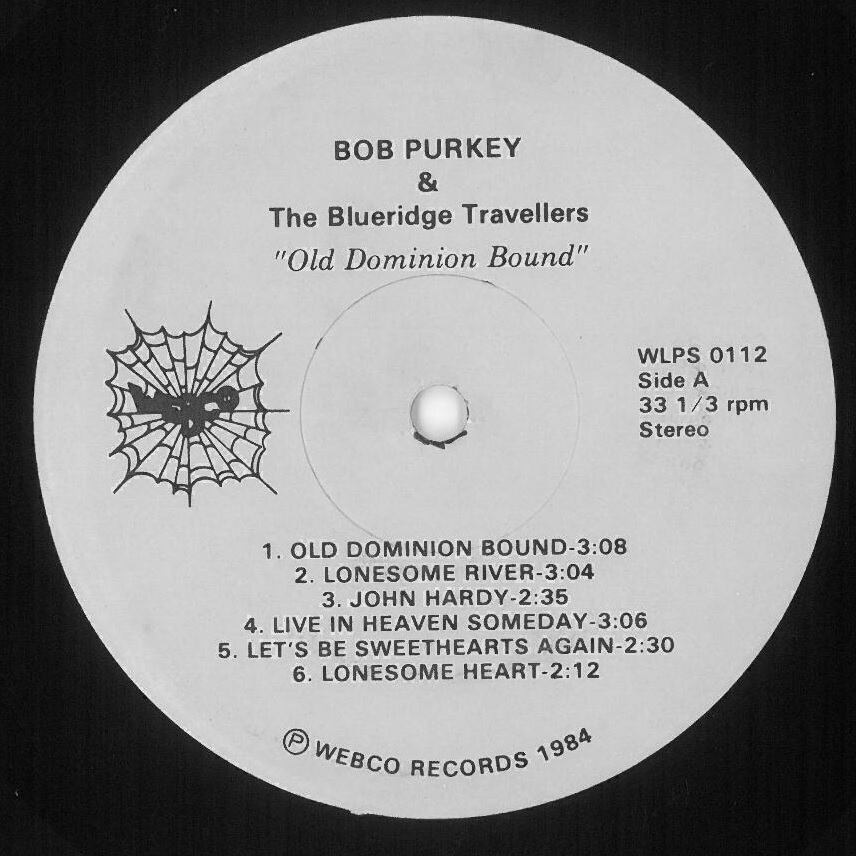 BOB PURKEY
&
The Blueridge Travellers
"Old Dominion Bound"
WEBCO
WLPS 0112
Side A
33 1/3 rpm
Stereo
1. OLD DOMINION BOUND-3:08
2. LONESOME RIVER-3:04
3. JOHN HARDY-2:35
4. LIVE IN HEAVEN SOMEDAY-3:06
5. LET'S BE SWEETHEARTS AGAIN-2:30
6. LONESOME HEART-2:12
℗ WEBCO RECORDS 1984